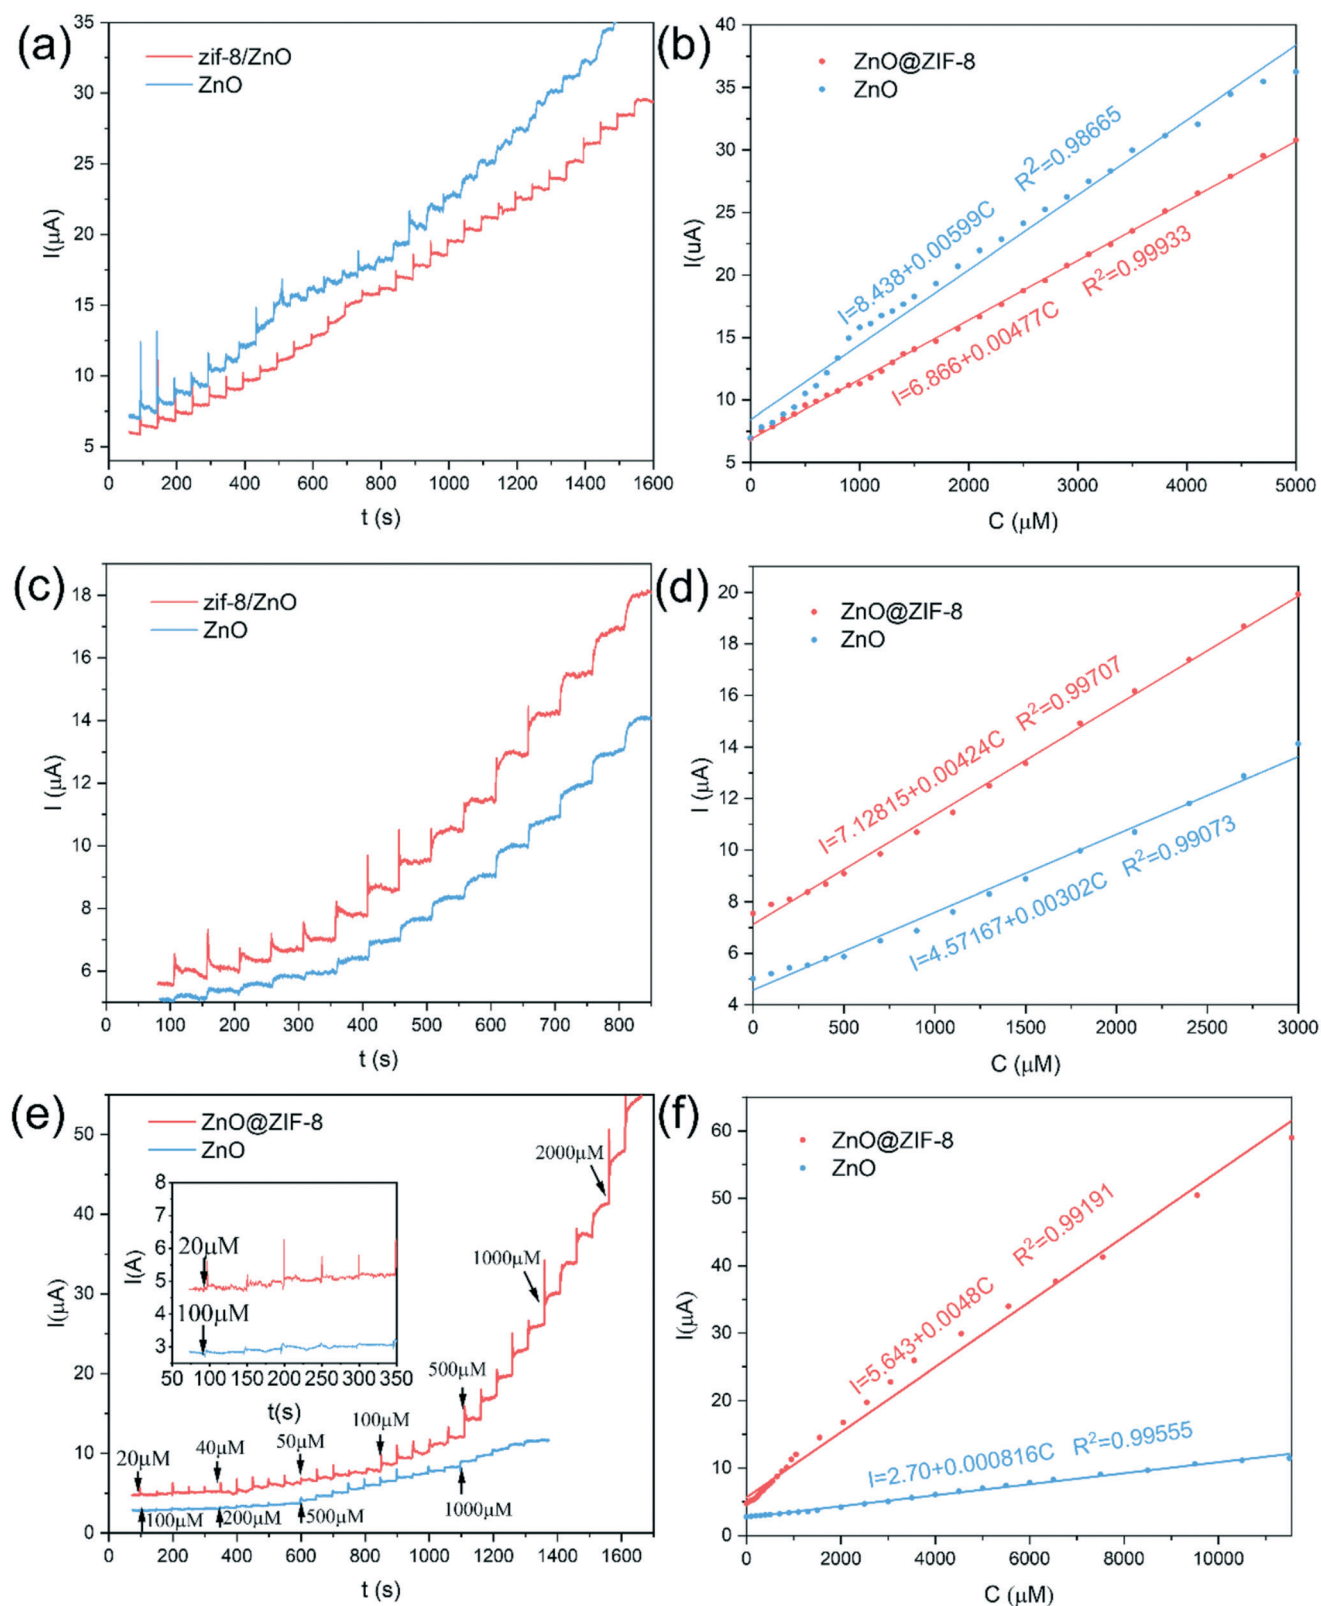 (a)
zif-8/ZnO
ZnO
I(μA)
35
30
25
20
15
10
5
0 200 400 600 800 1000 1200 1400 1600
t (s)
(b)
ZnO@ZIF-8
ZnO
I=8.438+0.00599C R²=0.98665
I=6.866+0.00477C R²=0.99933
I(uA)
40
35
30
25
20
15
10
5
0 1000 2000 3000 4000 5000
C (μM)
(c)
zif-8/ZnO
ZnO
I (μA)
18
16
14
12
10
8
6
0 100 200 300 400 500 600 700 800
t (s)
(d)
ZnO@ZIF-8
ZnO
I=7.12815+0.00424C R²=0.99707
I=4.57167+0.00302C R²=0.99073
I (μA)
20
18
16
14
12
10
8
6
4
0 500 1000 1500 2000 2500 3000
C (μM)
(e)
ZnO@ZIF-8
ZnO
I(μA)
50
40
30
20
10
0
8
7
6
5
4
3
2
I(A)
20μM
100μM
50 100 150 200 250 300 350
t(s)
2000μM
1000μM
500μM
100μM
50μM
40μM
20μM
100μM
200μM
500μM
1000μM
0 200 400 600 800 1000 1200 1400 1600
t (s)
(f)
ZnO@ZIF-8
ZnO
I=5.643+0.0048C R²=0.99191
I=2.70+0.000816C R²=0.99555
I(μA)
60
50
40
30
20
10
0
0 2000 4000 6000 8000 10000
C (μM)